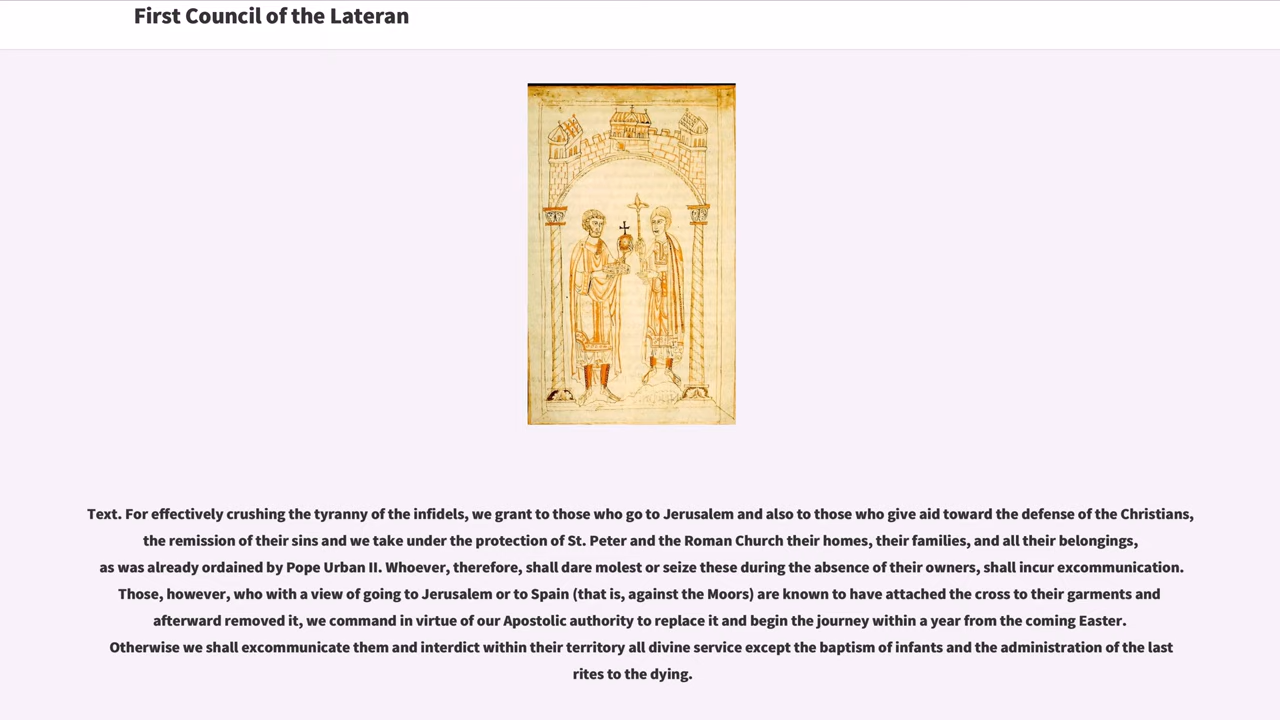 First Council of the Lateran
Text. For effectively crushing the tyranny of the infidels, we grant to those who go to Jerusalem and also to those who give aid toward the defense of the Christians,
the remission of their sins and we take under the protection of St. Peter and the Roman Church their homes, their families, and all their belongings,
as was already ordained by Pope Urban II. Whoever, therefore, shall dare molest or seize these during the absence of their owners, shall incur excommunication.
Those, however, who with a view of going to Jerusalem or to Spain (that is, against the Moors) are known to have attached the cross to their garments and
afterward removed it, we command in virtue of our Apostolic authority to replace it and begin the journey within a year from the coming Easter.
Otherwise we shall excommunicate them and interdict within their territory all divine service except the baptism of infants and the administration of the last
rites to the dying.